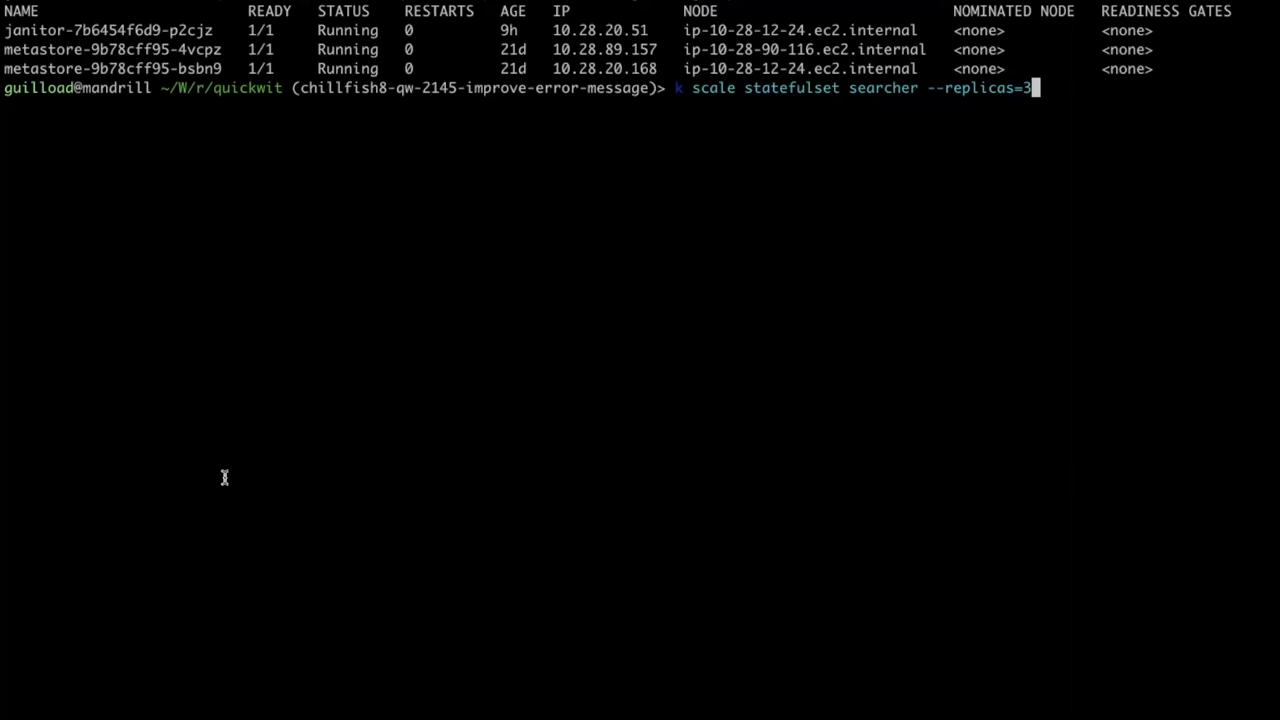 NAME READY STATUS RESTARTS AGE IP NODE NOMINATED NODE READINESS GATES
janitor-7b6454f6d9-p2cjz 1/1 Running 0 9h 10.28.20.51 ip-10-28-12-24.ec2.internal <none> <none>
metastore-9b78cff95-4vcpz 1/1 Running 0 21d 10.28.89.157 ip-10-28-90-116.ec2.internal <none> <none>
metastore-9b78cff95-bsbn9 1/1 Running 0 21d 10.28.20.168 ip-10-28-12-24.ec2.internal <none> <none>
guilload@mandrill ~/W/r/quickwit (chillfish8-qw-2145-improve-error-message)> k scale statefulset searcher --replicas=3